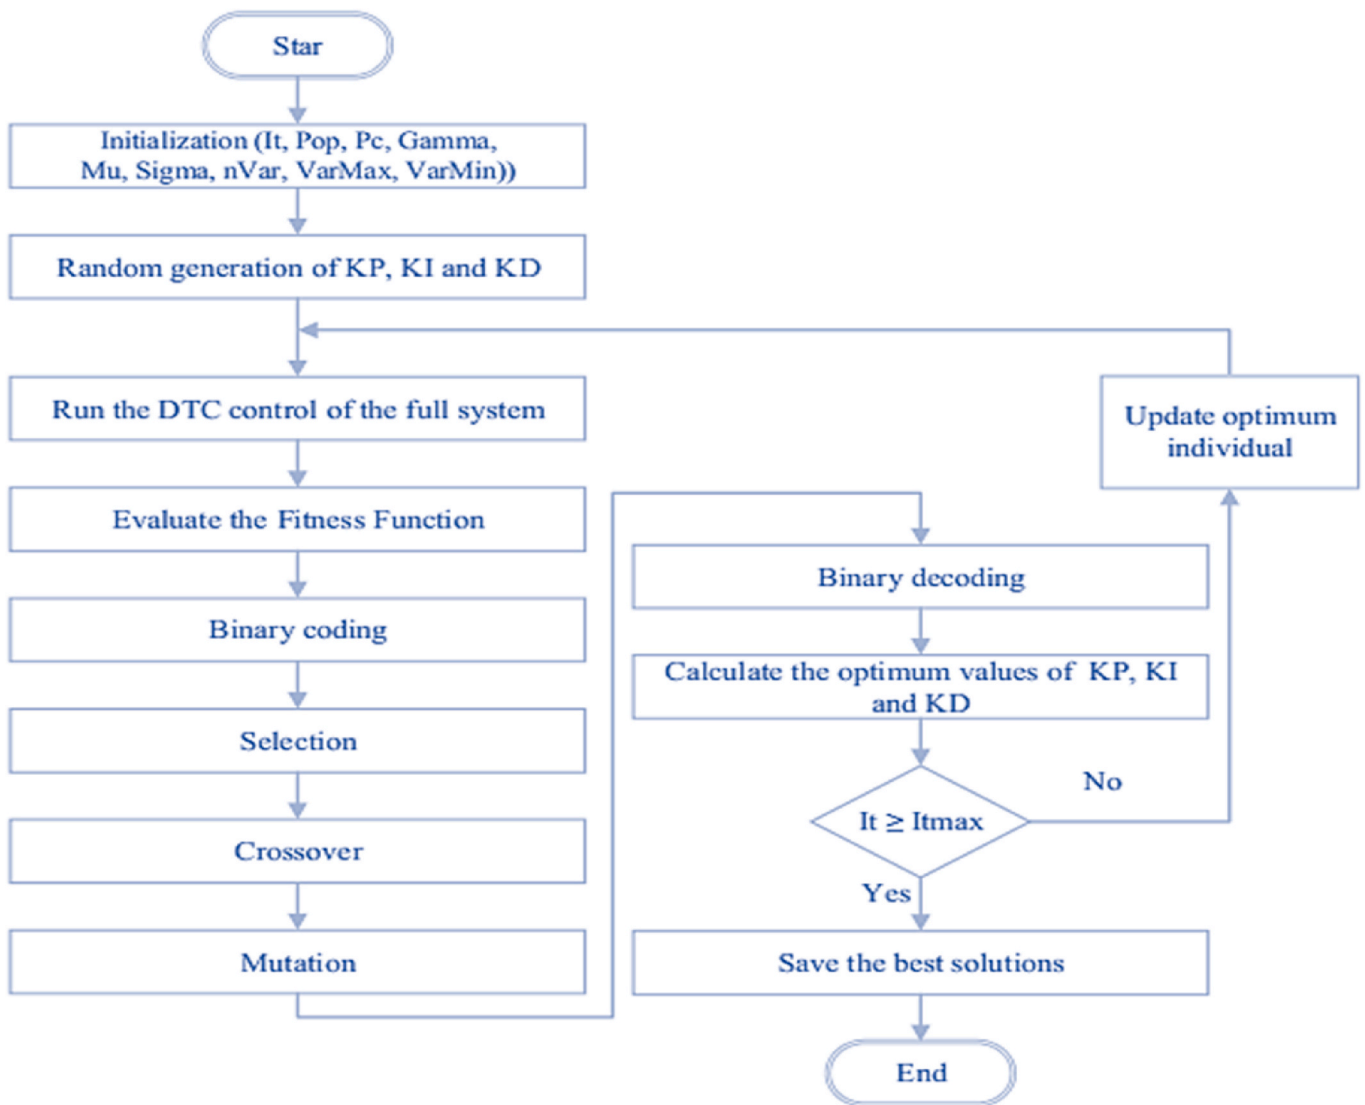 Star
Initialization (It, Pop, Pc, Gamma,
Mu, Sigma, nVar, VarMax, VarMin))
Random generation of KP, KI and KD
Run the DTC control of the full system
Evaluate the Fitness Function
Binary coding
Selection
Crossover
Mutation
Binary decoding
Calculate the optimum values of KP, KI
and KD
It ≥ Itmax
No
Update optimum
individual
Yes
Save the best solutions
End